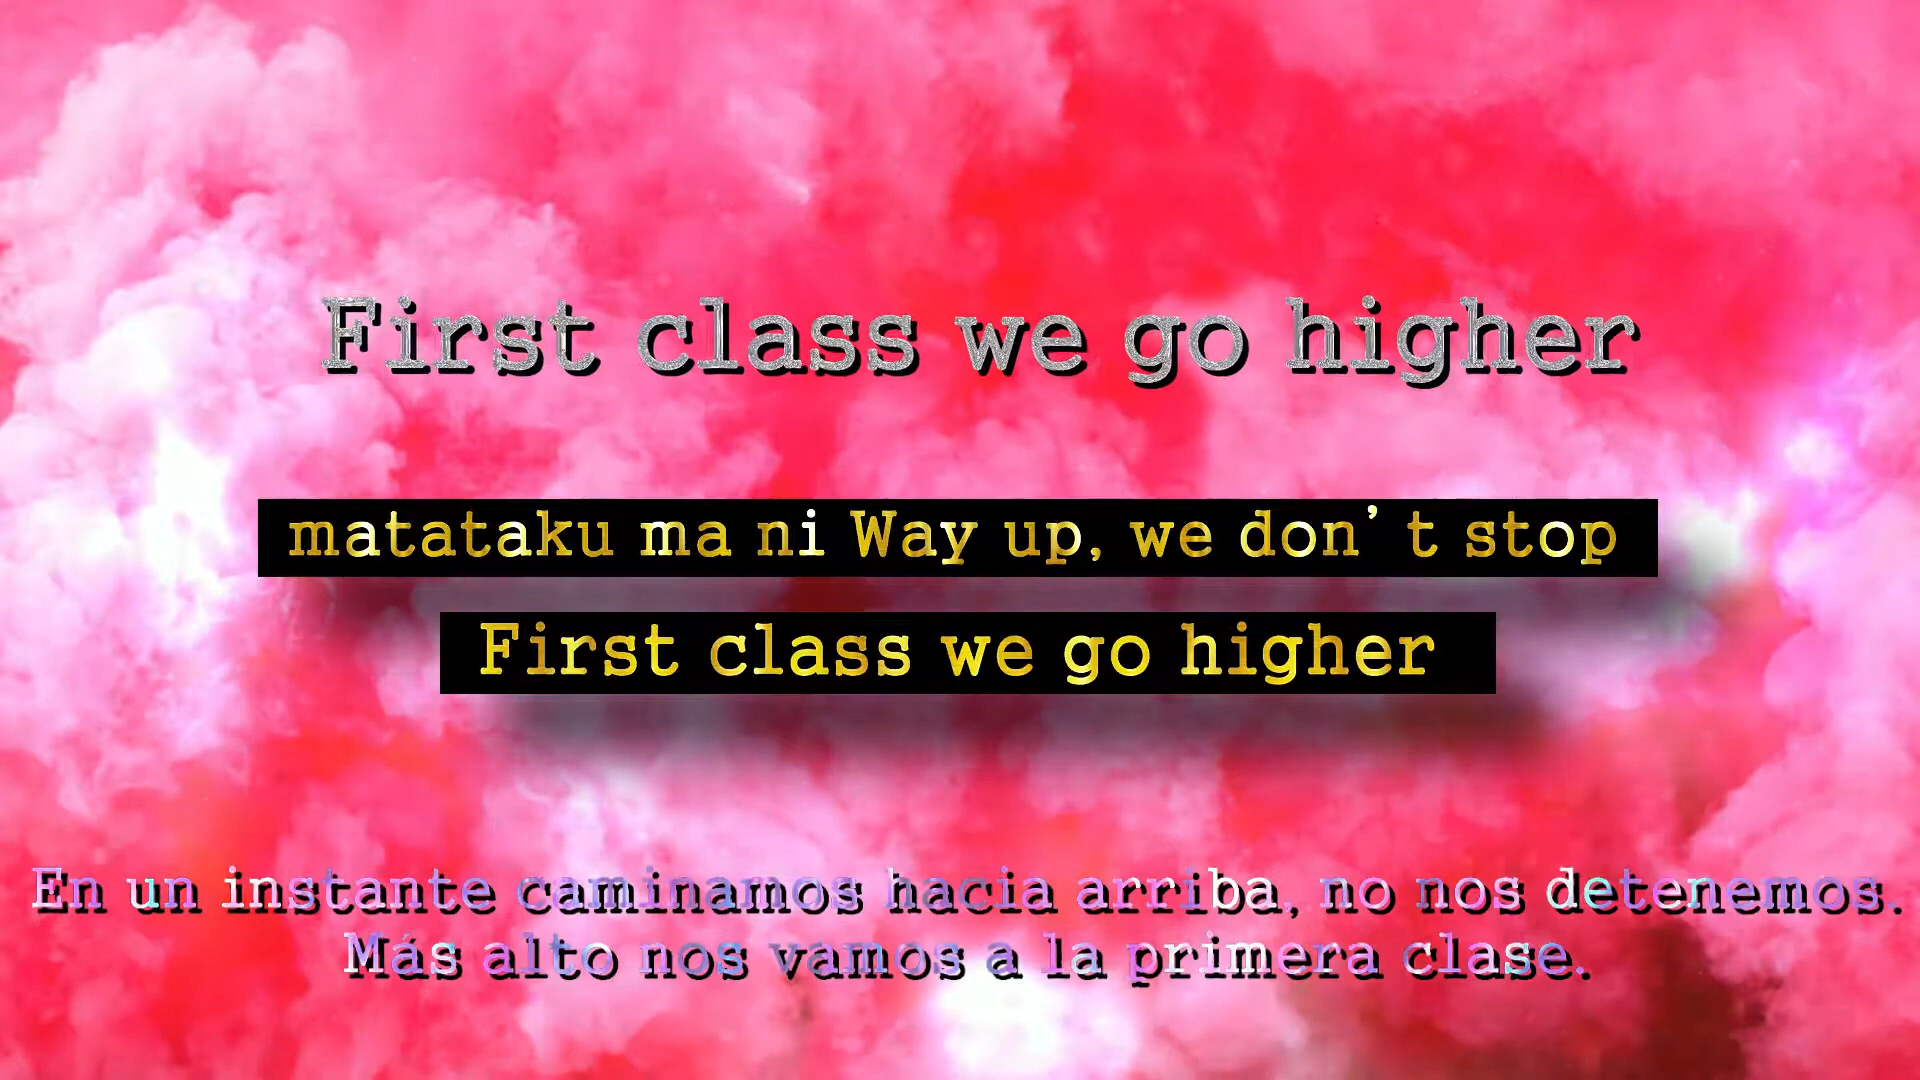 First class we go higher
matataku ma ni Way up, we don’t stop
First class we go higher
En un instante caminamos hacia arriba, no nos detenemos.
Más alto nos vamos a la primera clase.